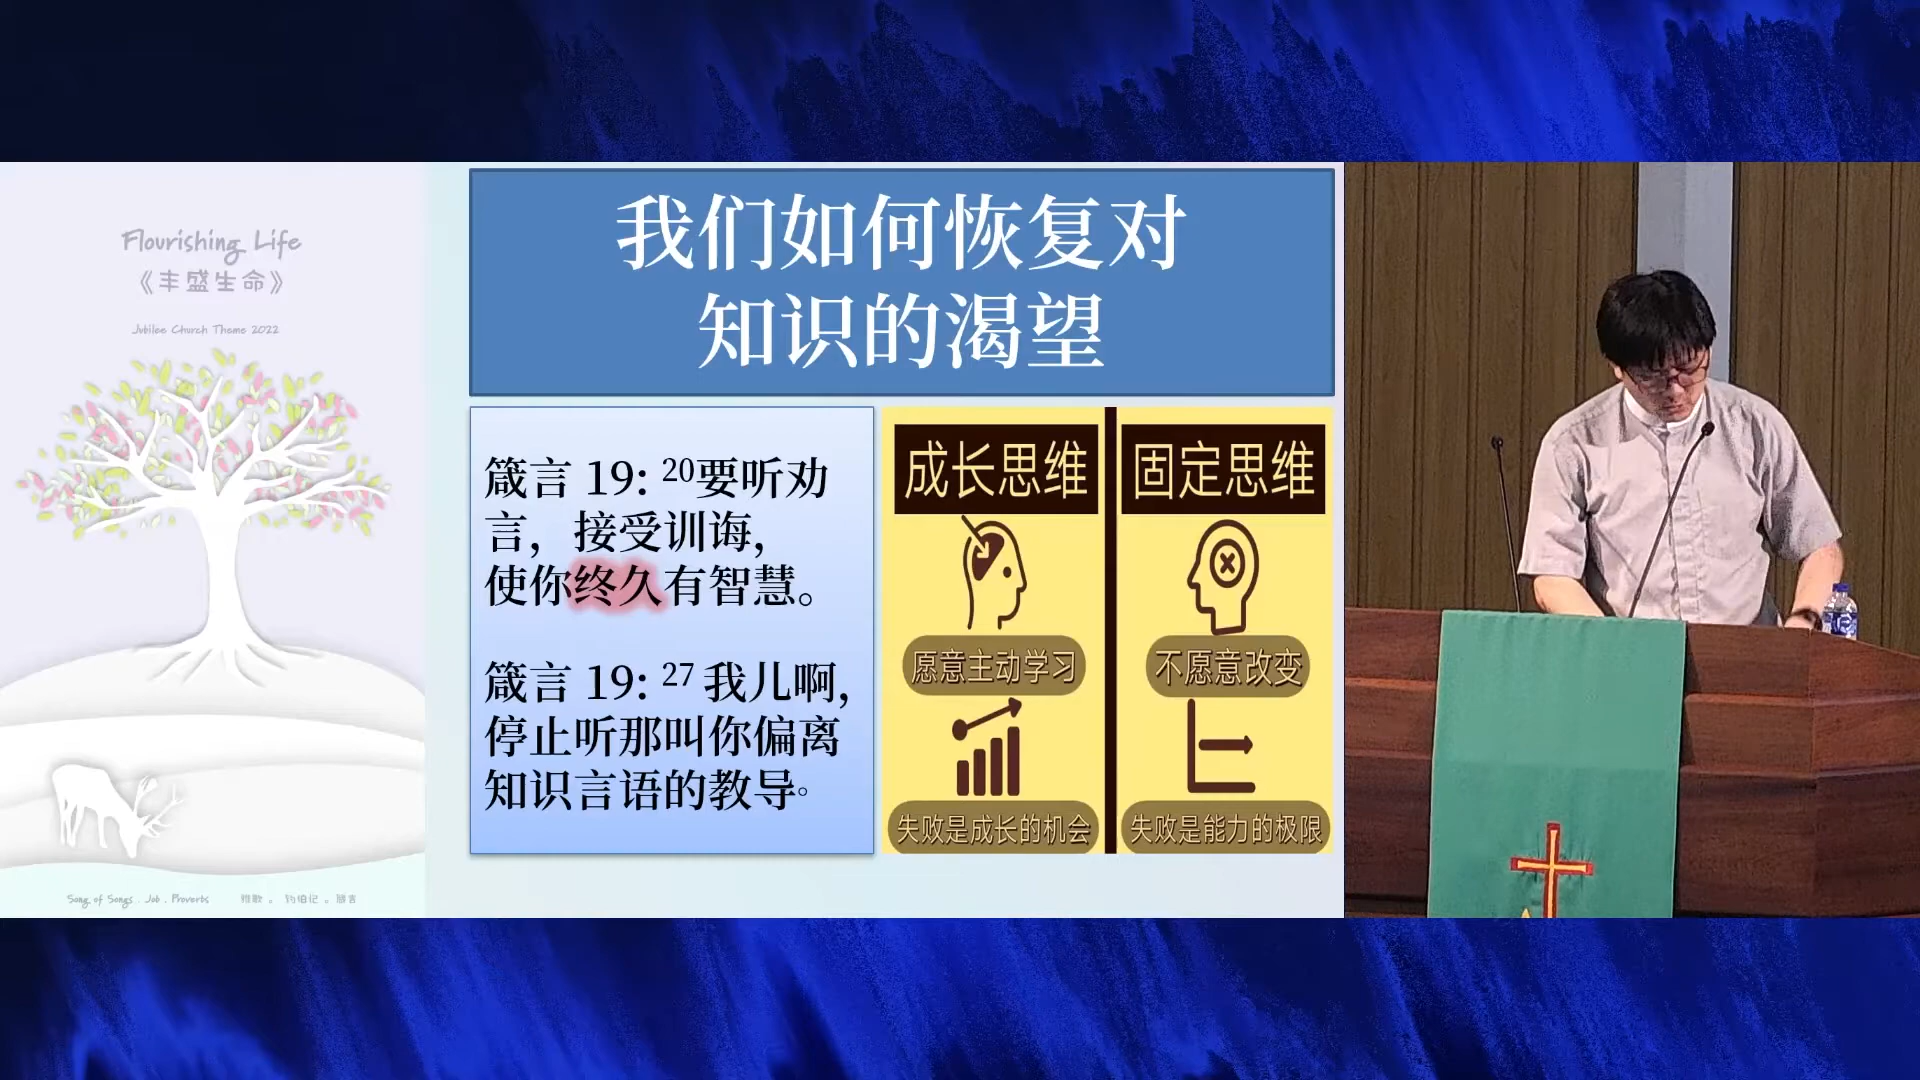 Flourishing Life
《丰盛生命》
Jubilee Church Theme 2022
Song of Songs . Job . Proverbs 雅歌 。 约伯记 。 箴言
我们如何恢复对
知识的渴望
箴言 19: 20要听劝
言，接受训诲，
使你终久有智慧。
箴言 19: 27 我儿啊，
停止听那叫你偏离
知识言语的教导。
成长思维
愿意主动学习
失败是成长的机会
固定思维
不愿意改变
失败是能力的极限